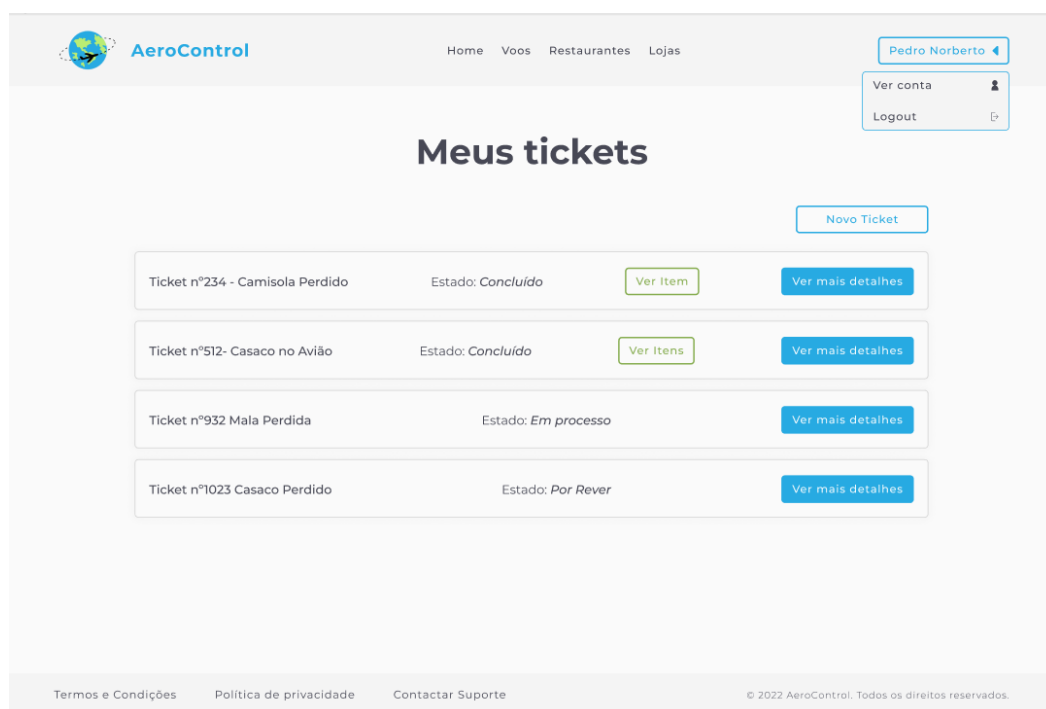 AeroControl
Home Voos Restaurantes Lojas
Pedro Norberto
Ver conta
Logout
Meus tickets
Novo Ticket
Ticket nº234 - Camisola Perdido Estado: Concluído Ver Item Ver mais detalhes
Ticket nº512- Casaco no Avião Estado: Concluído Ver Itens Ver mais detalhes
Ticket nº932 Mala Perdida Estado: Em processo Ver mais detalhes
Ticket nº1023 Casaco Perdido Estado: Por Rever Ver mais detalhes
Termos e Condições Política de privacidade Contactar Suporte © 2022 AeroControl. Todos os direitos reservados.